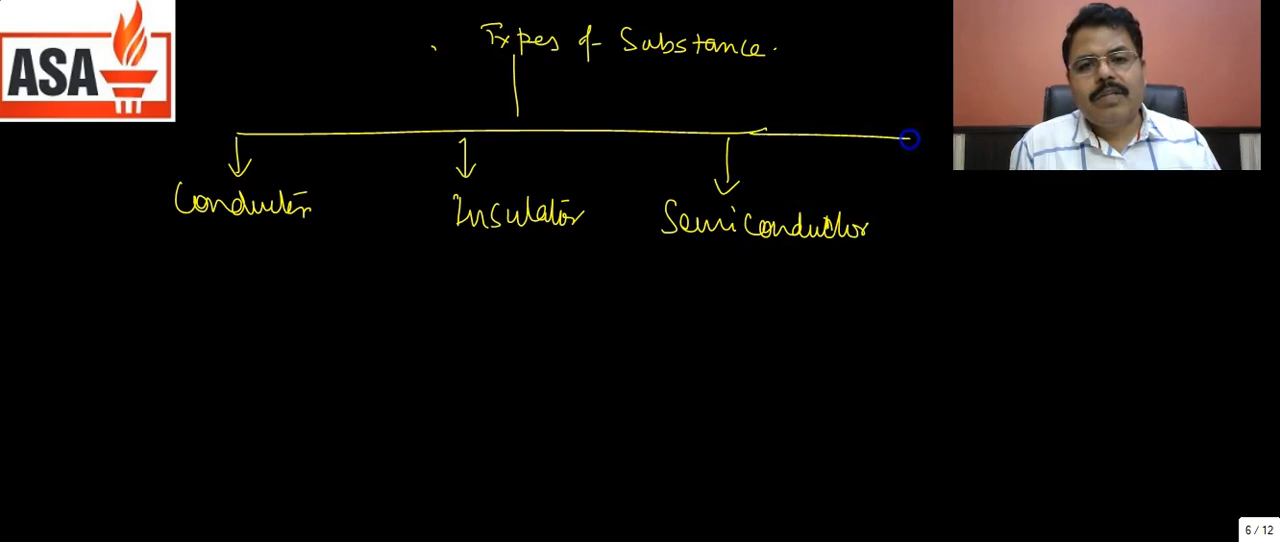 ASA
Types of Substance.
Conductor
Insulator
Semiconductor
6 / 12